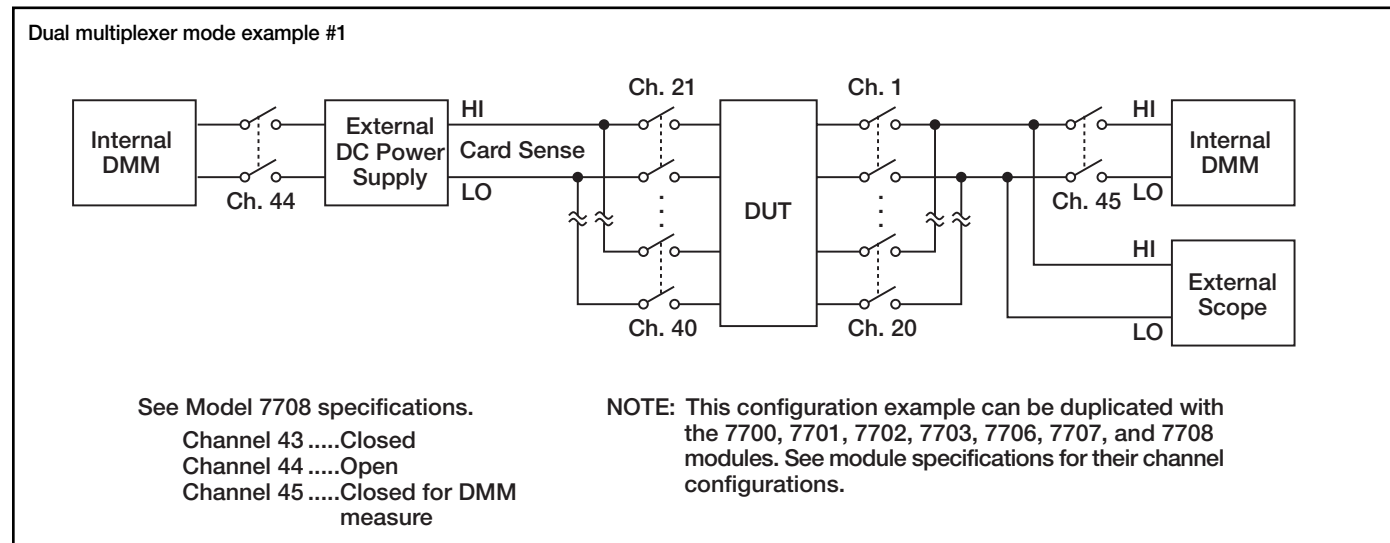 Dual multiplexer mode example #1
Internal
DMM
Ch. 44
External
DC Power
Supply
HI
Card Sense
LO
Ch. 21
:
Ch. 40
DUT
Ch. 1
:
Ch. 20
Ch. 45
HI
LO
Internal
DMM
HI
LO
External
Scope
See Model 7708 specifications.
Channel 43 .....Closed
Channel 44 .....Open
Channel 45 .....Closed for DMM
measure
NOTE: This configuration example can be duplicated with
the 7700, 7701, 7702, 7703, 7706, 7707, and 7708
modules. See module specifications for their channel
configurations.